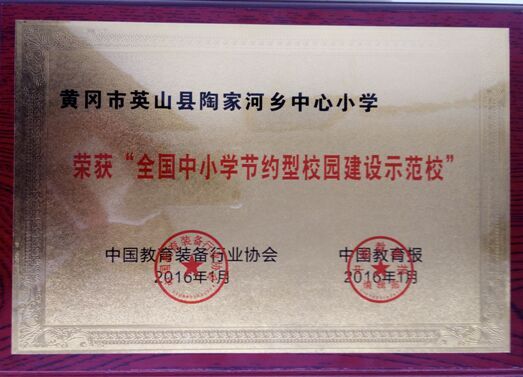 黄冈市英山县陶家河乡中心小学
荣获“全国中小学节约型校园建设示范校”
中国教育装备行业协会 中国教育报
2016年1月 2016年1月